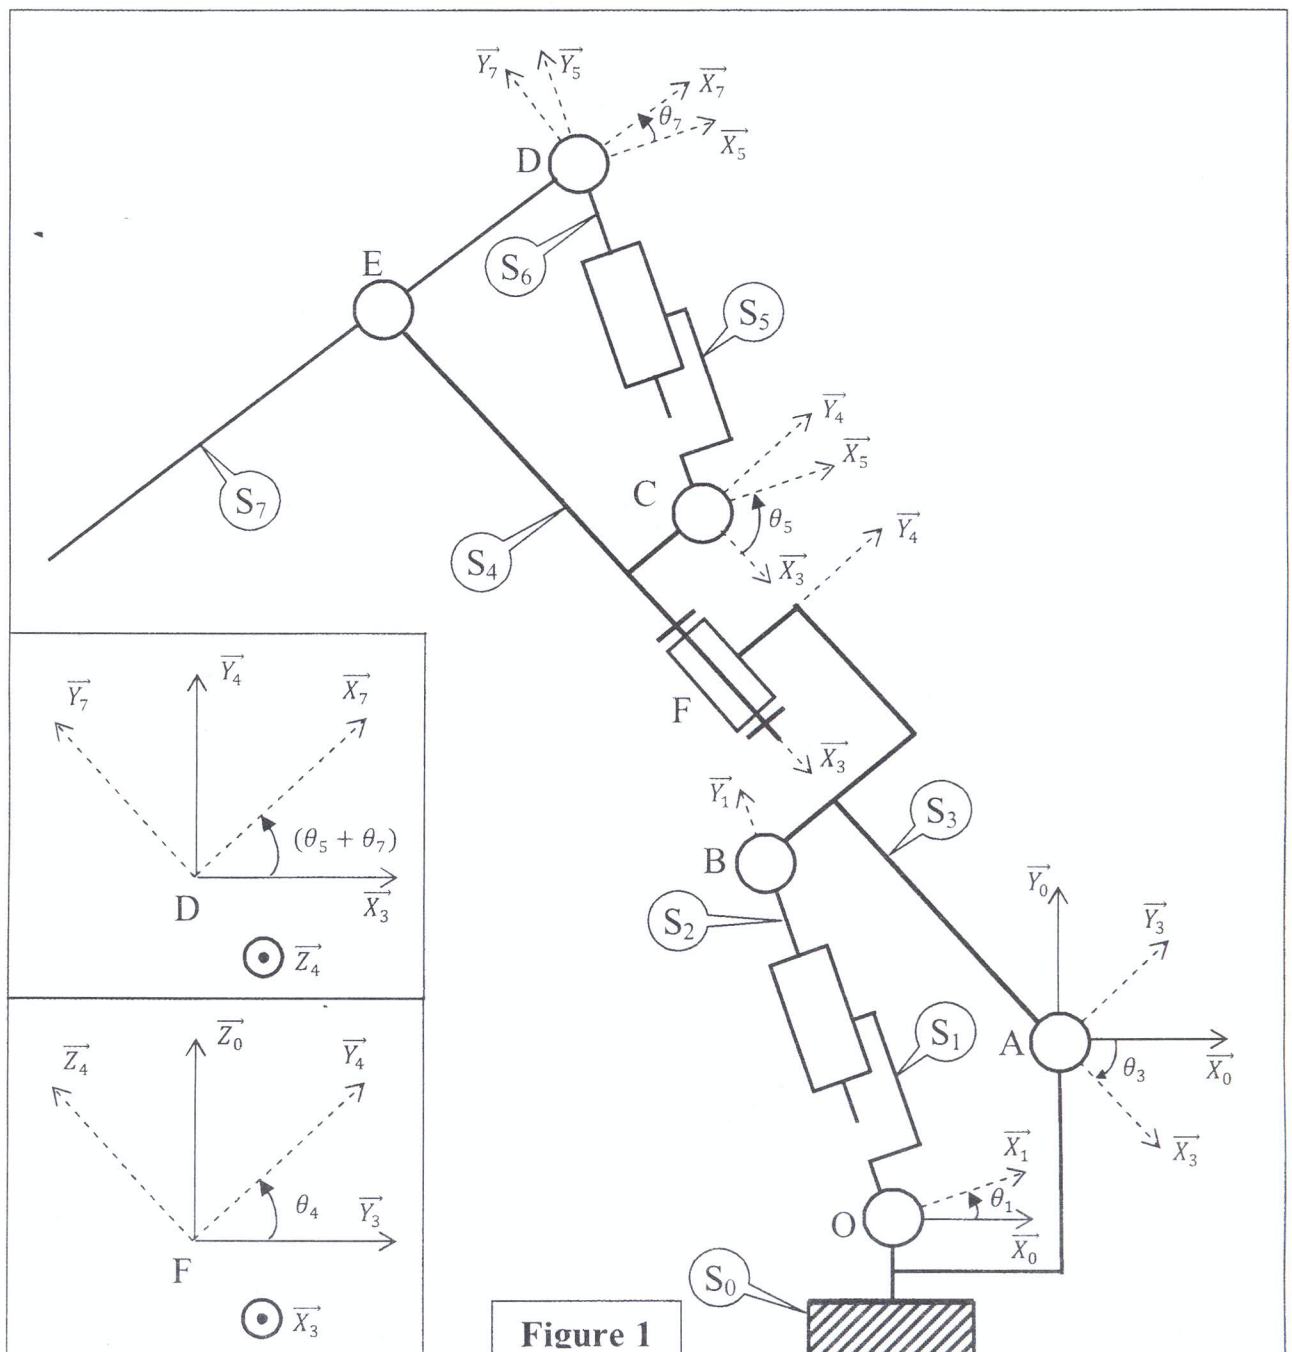 Y₇ Y₅ X₇
θ₇
D X₅
E
S₆
S₅
Y₄
X₅
C
S₇
θ₅
Y₄
S₄
X₃
Y₇ Y₄ X₇
F
X₃
Y₁
S₃
(θ₅ + θ₇)
B
Y₀
D X₃
S₂
Y₃
Z₄
Z₀
S₁
Z₄ Y₄
A
θ₃ X₀
X₁ X₃
θ₄ Y₃
θ₁
O
X₀
F
S₀
X₃
Figure 1